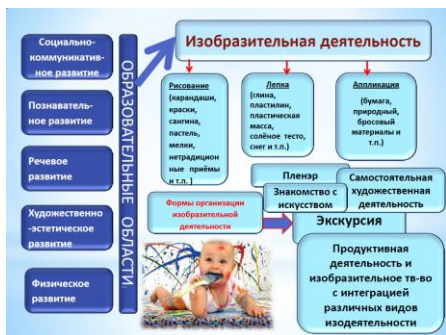 Социально-
коммуникатив-
ное развитие
Познаватель-
ное развитие
Речевое
развитие
Художественно
-эстетическое
развитие
Физическое
развитие
ОБРАЗОВАТЕЛЬНЫЕ ОБЛАСТИ
Изобразительная деятельность
Рисование
(карандаши,
краски,
сангина,
пастель,
мелки,
нетрадицион
ные приёмы
и т.п. )
Лепка
(глина,
пластилин,
пластическая
масса,
солёное тесто,
снег и т.п.)
Аппликация
(бумага,
природный,
бросовый
материалы и
т.п.)
Формы организации
изобразительной
деятельности
Пленэр
Знакомство с
искусством
Самостоятельная
художественная
деятельность
Экскурсия
Продуктивная
деятельность и
изобразительное тв-во
с интеграцией
различных видов
изодеятельности